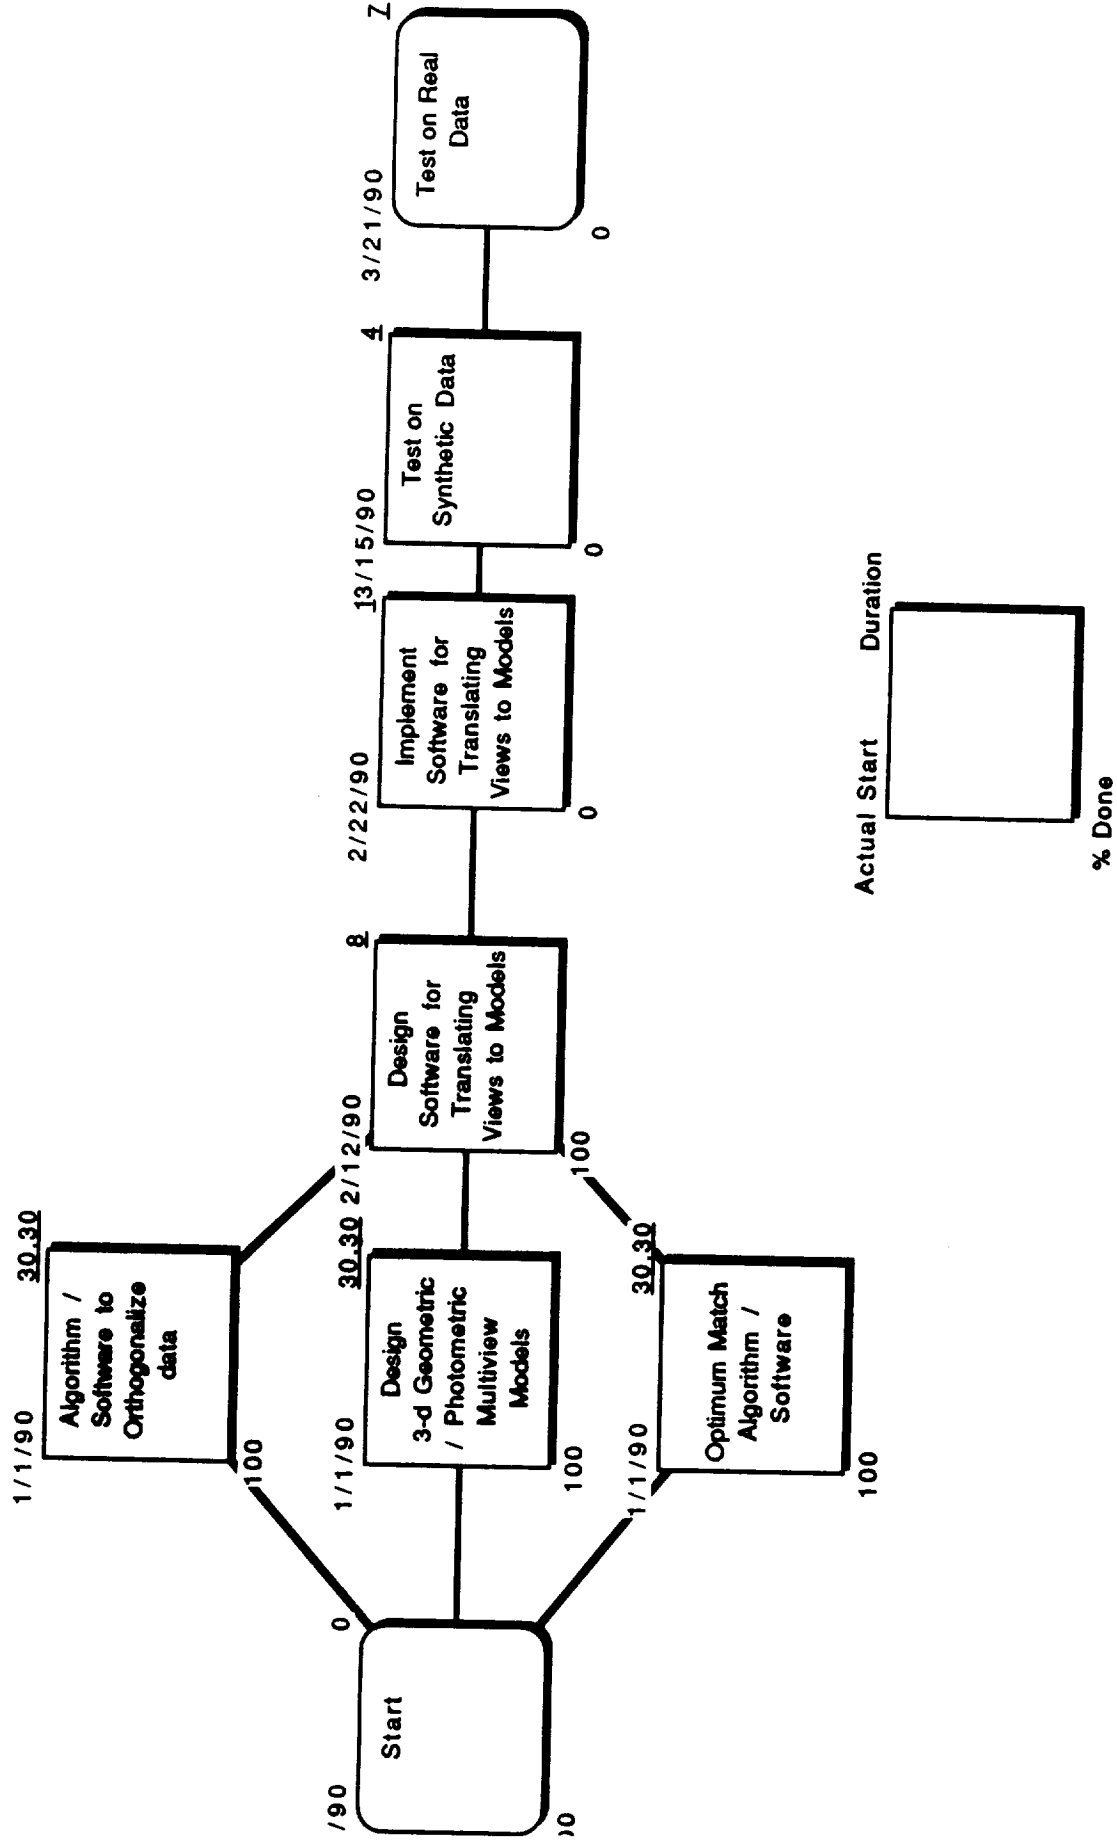 /90
0
Start
00
1/1/90
30.30
Algorithm /
Software to
Orthogonalize
data
100
1/1/90
30.30
Design
3-d Geometric
/ Photometric
Multiview
Models
100
1/1/90
30.30
Optimum Match
Algorithm /
Software
100
2/12/90
8
Design
Software for
Translating
Views to Models
100
2/22/90
13/15/90
Implement
Software for
Translating
Views to Models
0
4
Test on
Synthetic Data
0
3/21/90
7
Test on Real
Data
0
Actual Start
Duration
% Done